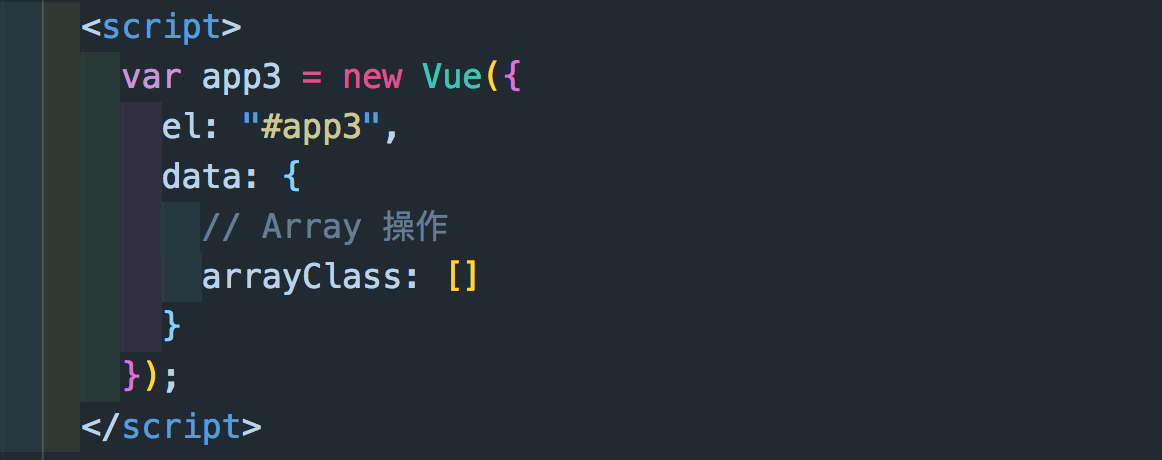 <script>
var app3 = new Vue({
el: "#app3",
data: {
// Array 操作
arrayClass: []
}
});
</script>